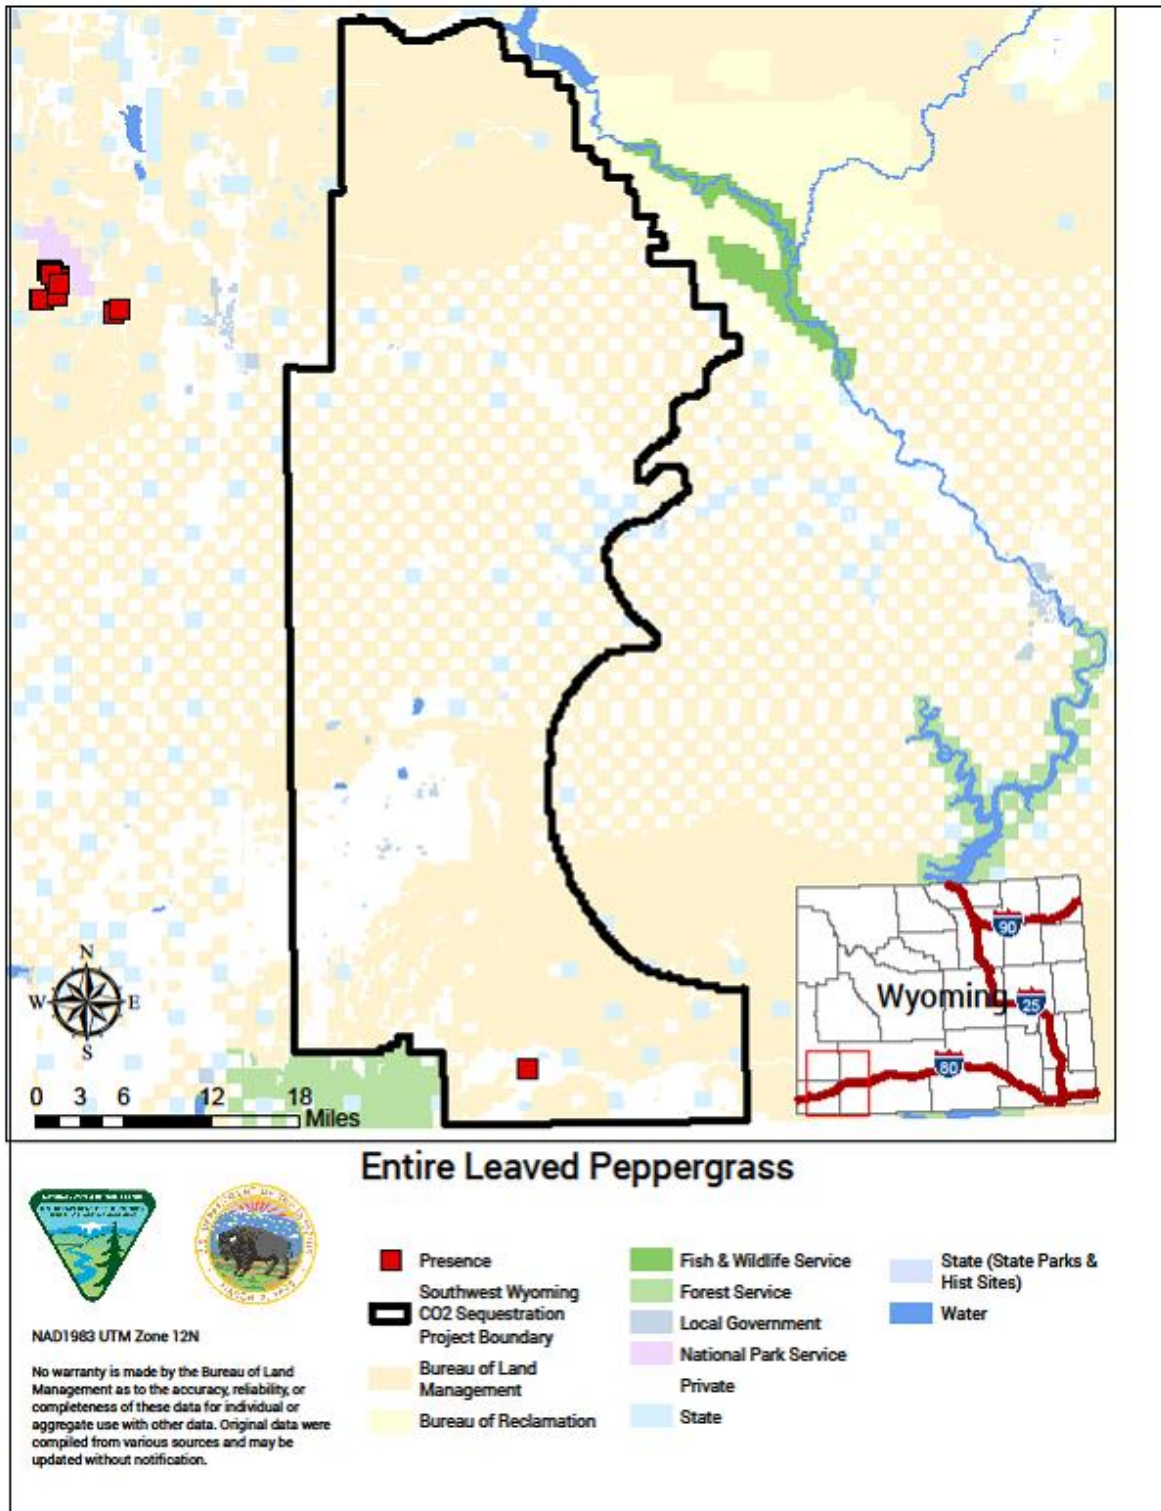 N
W E
S
0 3 6 12 18
Miles
90
Wyoming
25
80
Entire Leaved Peppergrass
Presence
Southwest Wyoming
CO2 Sequestration
Project Boundary
Bureau of Land
Management
Bureau of Reclamation
Fish & Wildlife Service
Forest Service
Local Government
National Park Service
Private
State
State (State Parks &
Hist Sites)
Water
NAD1983 UTM Zone 12N
No warranty is made by the Bureau of Land
Management as to the accuracy, reliability, or
completeness of these data for individual or
aggregate use with other data. Original data were
compiled from various sources and may be
updated without notification.